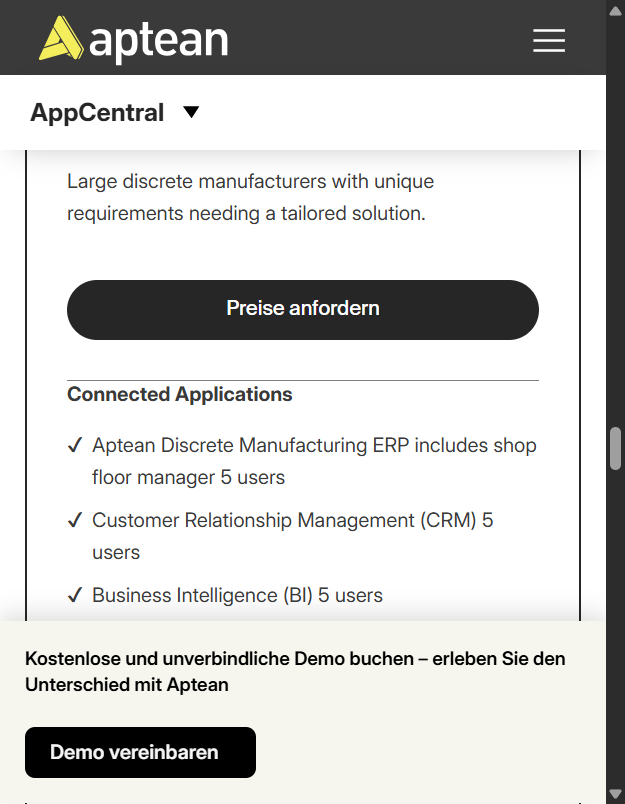 aptean
AppCentral
Large discrete manufacturers with unique
requirements needing a tailored solution.
Preise anfordern
Connected Applications
✓ Aptean Discrete Manufacturing ERP includes shop
floor manager 5 users
✓ Customer Relationship Management (CRM) 5
users
✓ Business Intelligence (BI) 5 users
Kostenlose und unverbindliche Demo buchen – erleben Sie den
Unterschied mit Aptean
Demo vereinbaren